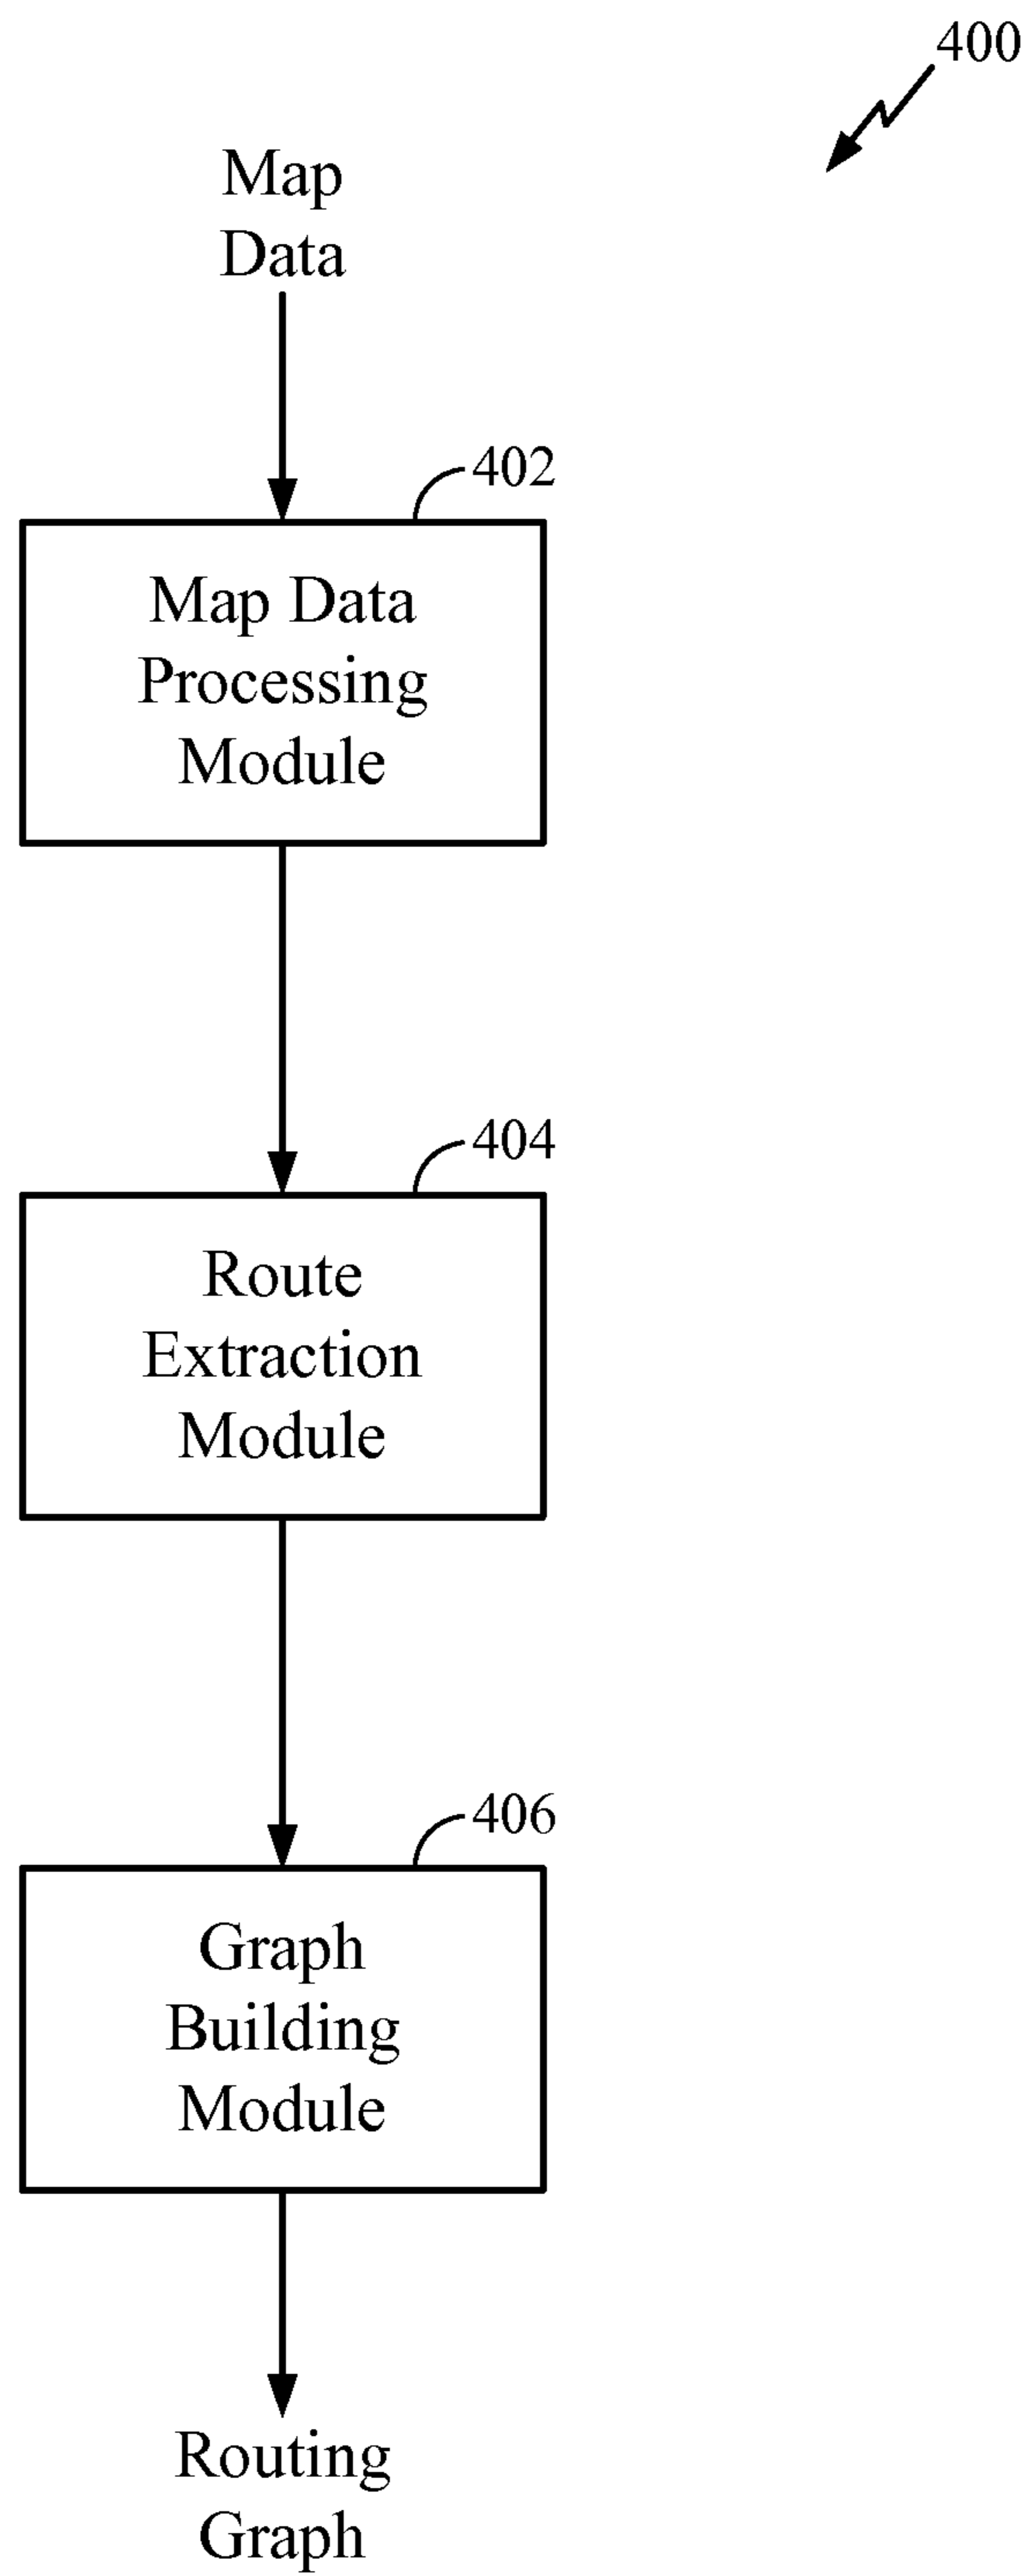 400
Map
Data
402
Map Data
Processing
Module
404
Route
Extraction
Module
406
Graph
Building
Module
Routing
Graph